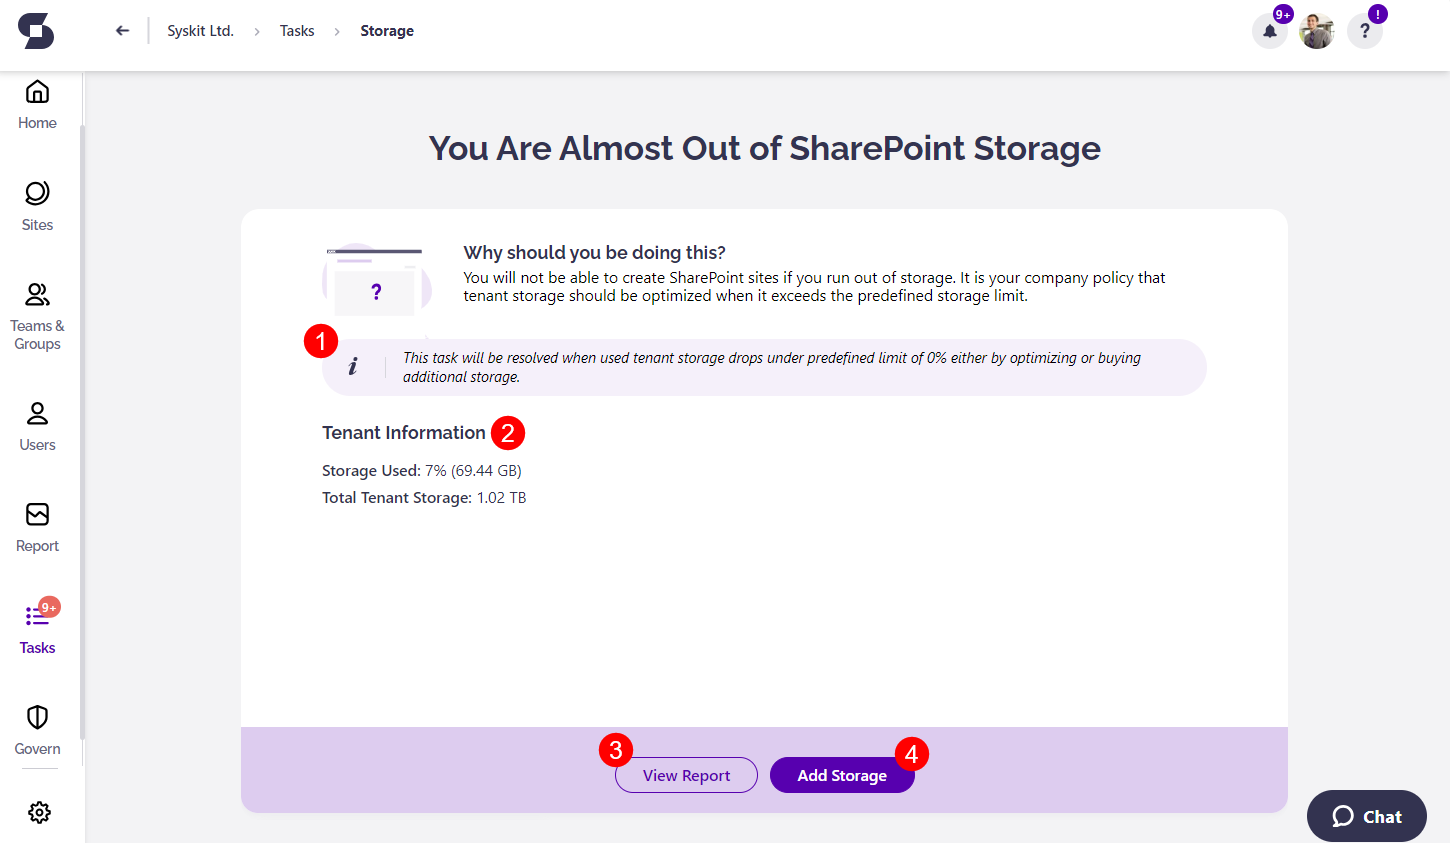 Syskit Ltd. > Tasks > Storage
9+
!
?
Home
Sites
Teams &
Groups
Users
Report
9+
Tasks
Govern
You Are Almost Out of SharePoint Storage
?
Why should you be doing this?
You will not be able to create SharePoint sites if you run out of storage. It is your company policy that
tenant storage should be optimized when it exceeds the predefined storage limit.
1
i
This task will be resolved when used tenant storage drops under predefined limit of 0% either by optimizing or buying
additional storage.
Tenant Information 2
Storage Used: 7% (69.44 GB)
Total Tenant Storage: 1.02 TB
3
View Report
4
Add Storage
Chat